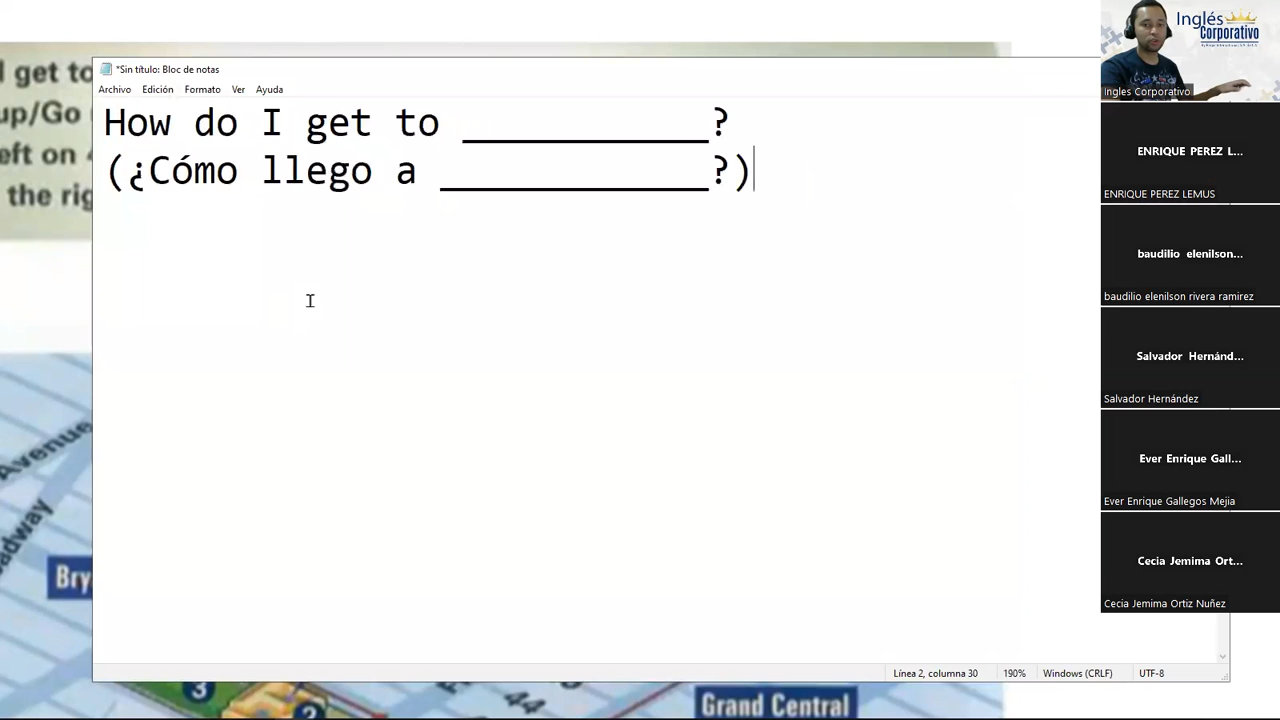 I get to
up/Go
eft on
the rig
*Sin título: Bloc de notas
Archivo Edición Formato Ver Ayuda
How do I get to ___________?
(¿Cómo llego a ____________?)
Avenue
adway
Bry
3
2
Grand Central
Línea 2, columna 30 190% Windows (CRLF) UTF-8
Inglés
Corporativo
Ingles Corporativo
ENRIQUE PEREZ L...
ENRIQUE PEREZ LEMUS
baudilio elenilson...
baudilio elenilson rivera ramirez
Salvador Hernánd...
Salvador Hernández
Ever Enrique Gall...
Ever Enrique Gallegos Mejia
Cecia Jemima Ort...
Cecia Jemima Ortiz Nuñez